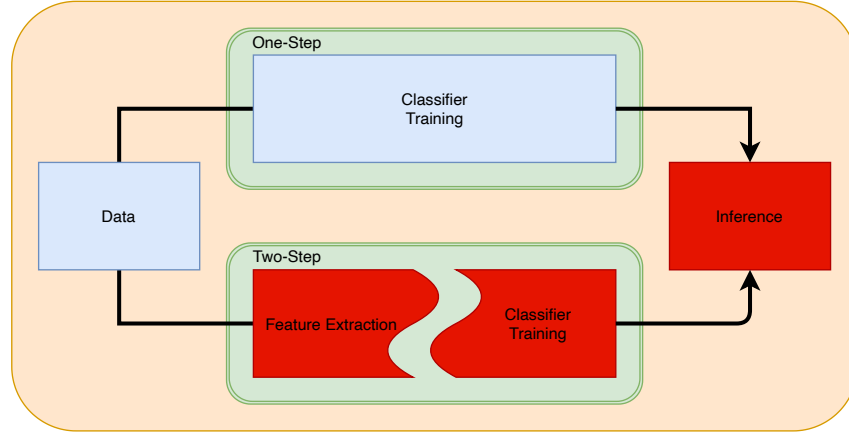 One-Step
Classifier
Training
Data
Inference
Two-Step
Feature Extraction
Classifier
Training